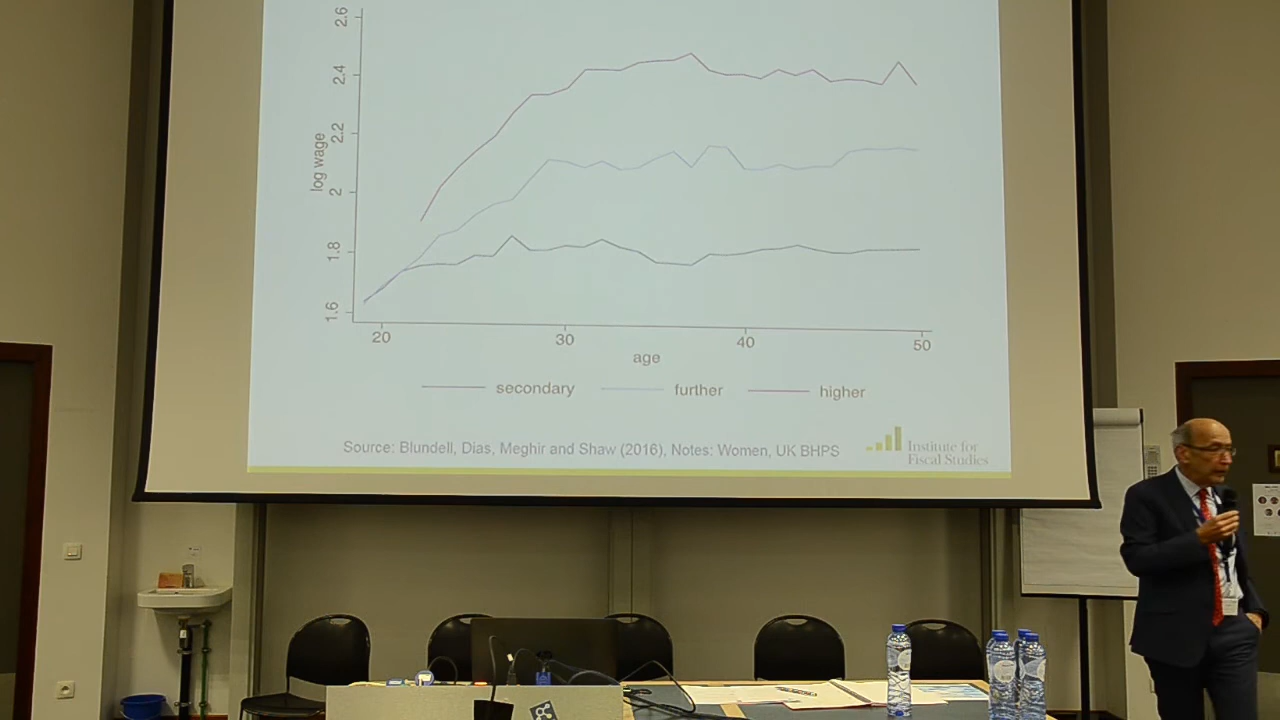 2.6
2.4
2.2
2
1.8
1.6
log wage
20 30 40 50
age
secondary further higher
Source: Blundell, Dias, Meghir and Shaw (2016), Notes: Women, UK BHPS
Institute for
Fiscal Studies